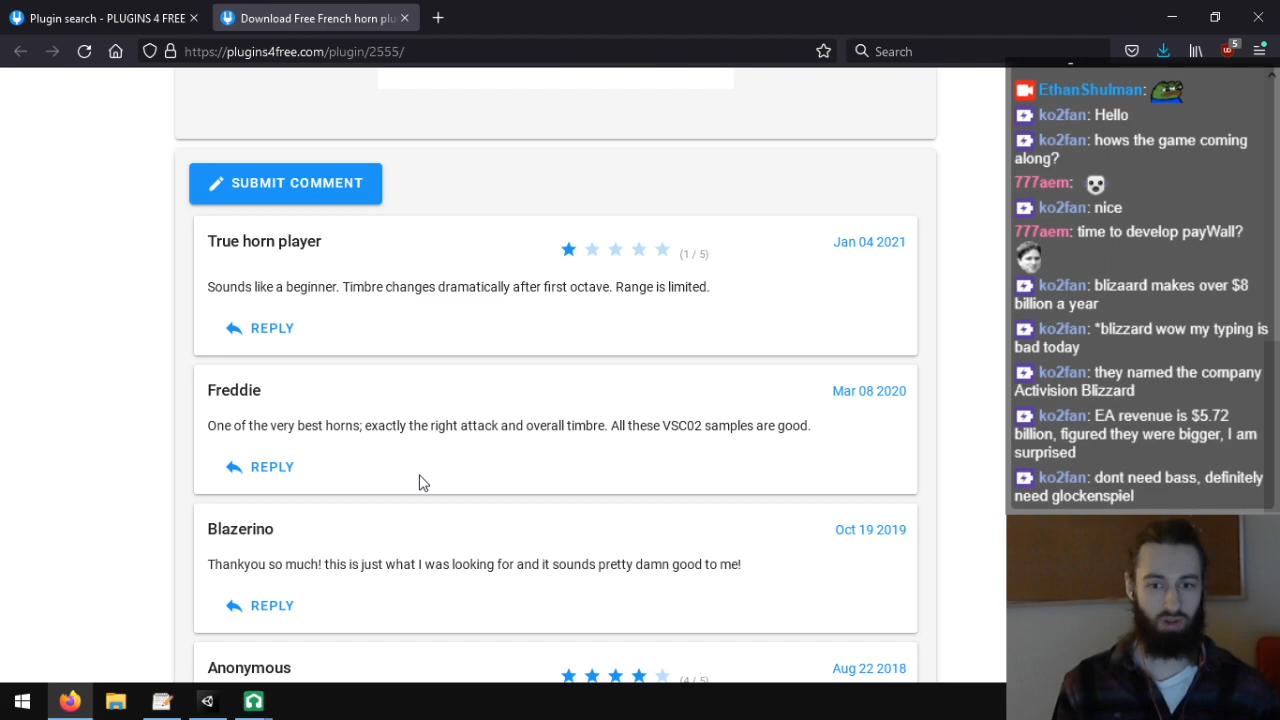 Plugin search - PLUGINS 4 FREE
Download Free French horn plu
https://plugins4free.com/plugin/2555/
Search
5
SUBMIT COMMENT
True horn player
(1 / 5)
Jan 04 2021
Sounds like a beginner. Timbre changes dramatically after first octave. Range is limited.
REPLY
Freddie
Mar 08 2020
One of the very best horns; exactly the right attack and overall timbre. All these VSC02 samples are good.
REPLY
Blazerino
Oct 19 2019
Thankyou so much! this is just what I was looking for and it sounds pretty damn good to me!
REPLY
Anonymous
(4 / 5)
Aug 22 2018
EthanShulman:
ko2fan: Hello
ko2fan: hows the game coming
along?
777aem:
ko2fan: nice
777aem: time to develop payWall?
ko2fan: blizaard makes over $8
billion a year
ko2fan: *blizzard wow my typing is
bad today
ko2fan: they named the company
Activision Blizzard
ko2fan: EA revenue is $5.72
billion, figured they were bigger, I am
surprised
ko2fan: dont need bass, definitely
need glockenspiel